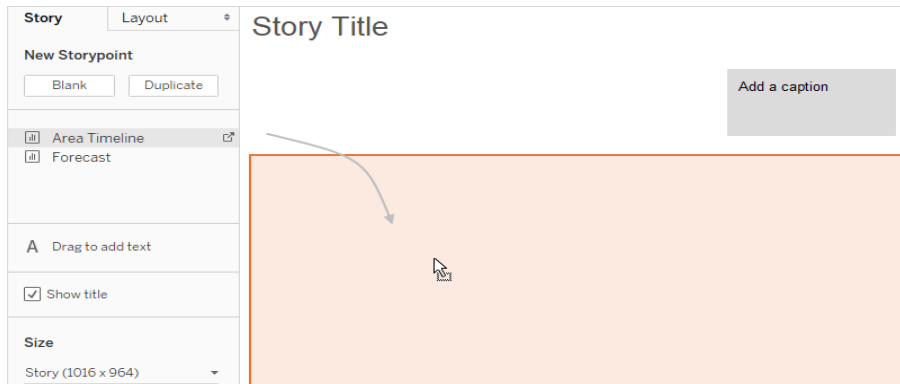 Story Layout
Story Title
New Storypoint
Blank Duplicate
Add a caption
Area Timeline
Forecast
A Drag to add text
Show title
Size
Story (1016 x 964)